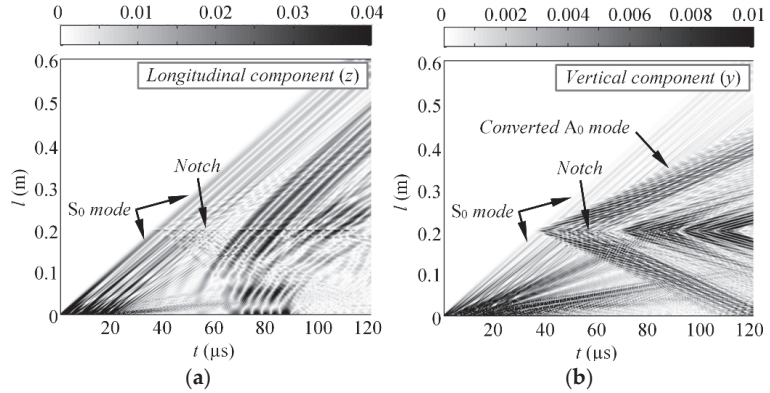 0 0.01 0.02 0.03 0.04
0.6
0.5
0.4
0.3
0.2
0.1
0
l (m)
Longitudinal component (z)
Notch
S0 mode
0 20 40 60 80 100 120
t (µs)
(a)
0 0.002 0.004 0.006 0.008 0.01
0.6
0.5
0.4
0.3
0.2
0.1
0
l (m)
Vertical component (y)
Converted A0 mode
Notch
S0 mode
0 20 40 60 80 100 120
t (µs)
(b)